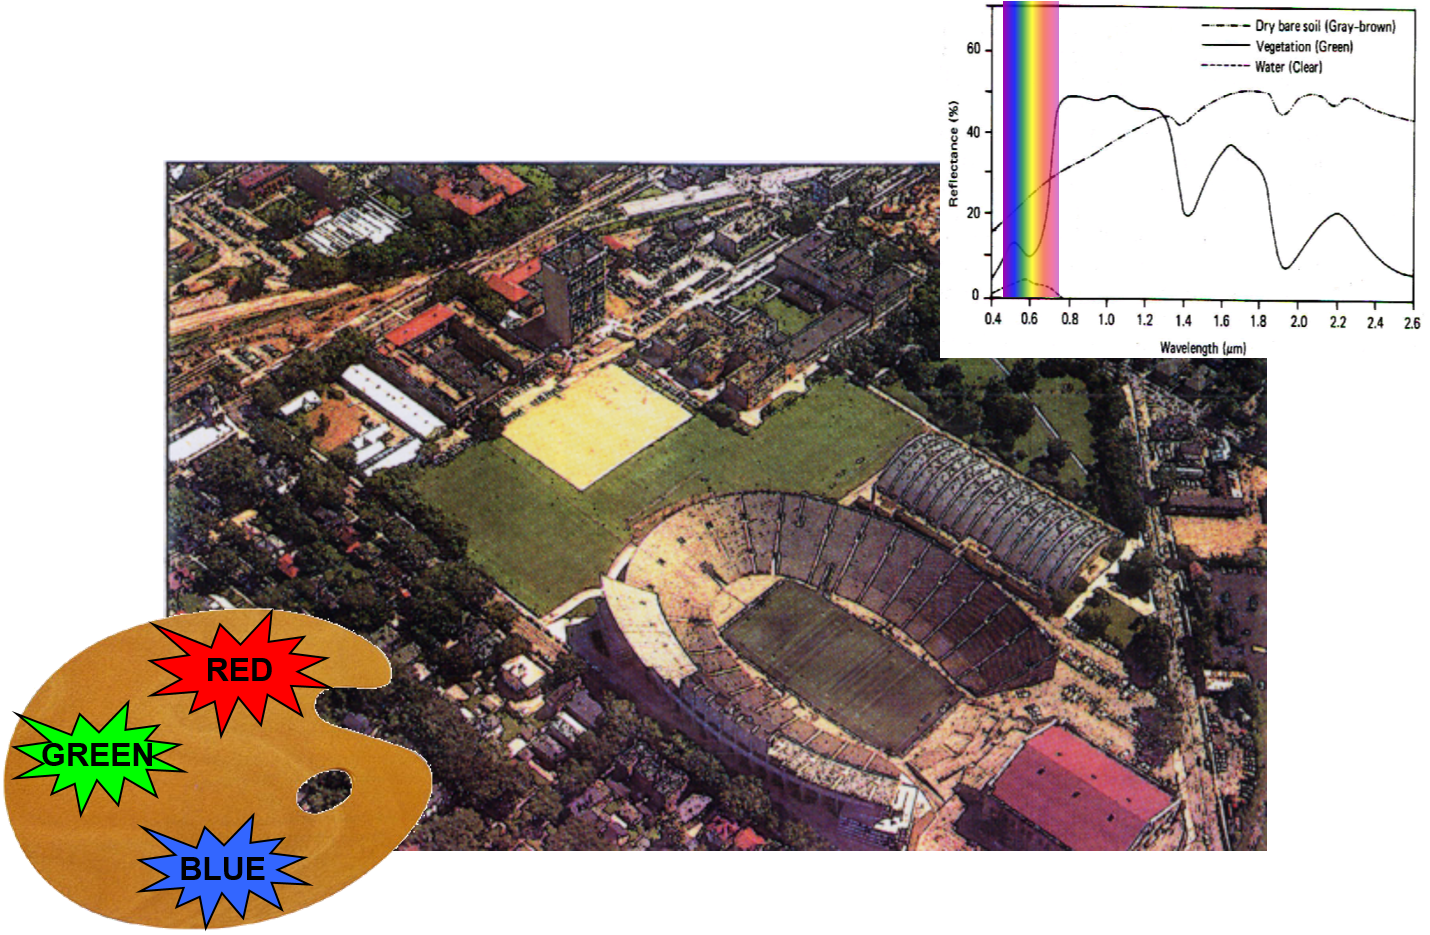 Dry bare soil (Gray-brown)
Vegetation (Green)
Water (Clear)
Reflectance (%)
60
40
20
0
0.4 0.6 0.8 1.0 1.2 1.4 1.6 1.8 2.0 2.2 2.4 2.6
Wavelength (μm)
RED
GREEN
BLUE